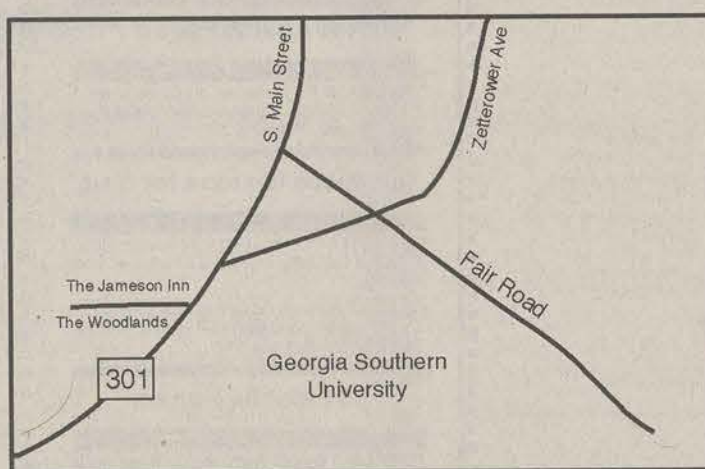 S. Main Street
Zetterower Ave
Fair Road
The Jameson Inn
The Woodlands
301
Georgia Southern
University